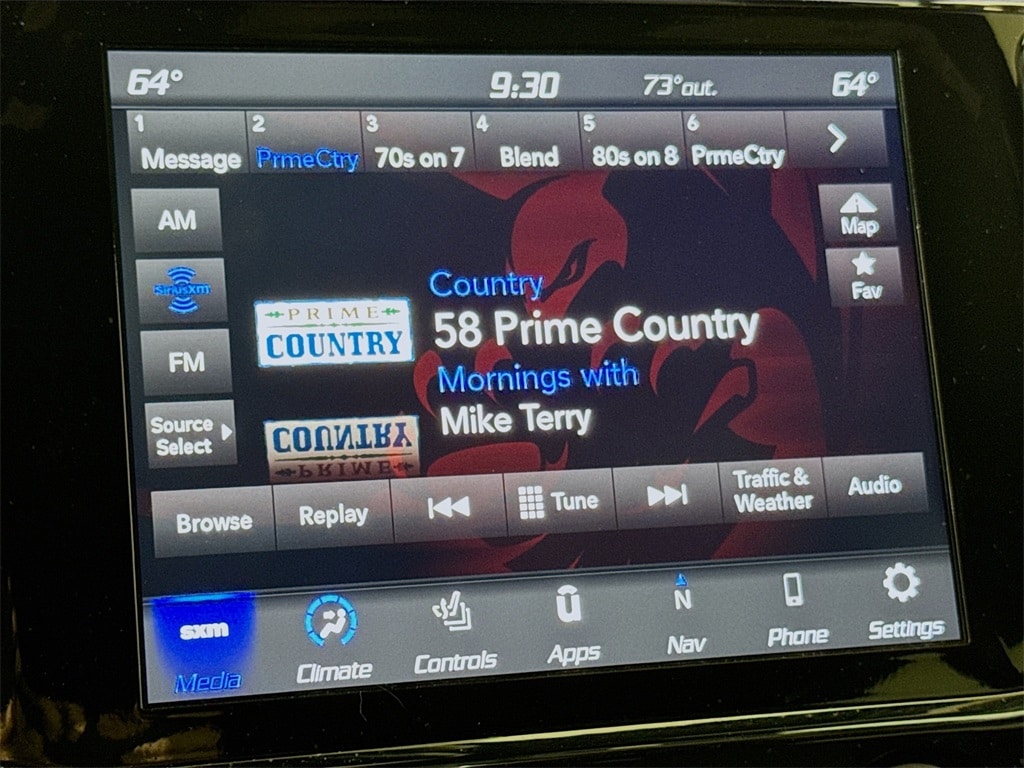 64° 9:30 73°out. 64°
1 2 3 4 5 6
Message PrmeCtry 70s on 7 Blend 80s on 8 PrmeCtry
AM
Map
SiriusXM
Fav
Country
PRIME
COUNTRY
58 Prime Country
FM
Mornings with
Mike Terry
Source
Select
COUNTRY
PRIME
Browse Replay Tune Traffic &
Weather Audio
sxm
Media Climate Controls Apps N
Nav Phone Settings